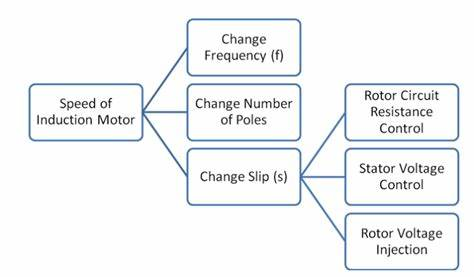 Change
Frequency (f)
Speed of
Induction Motor
Change Number
of Poles
Change Slip (s)
Rotor Circuit
Resistance
Control
Stator Voltage
Control
Rotor Voltage
Injection